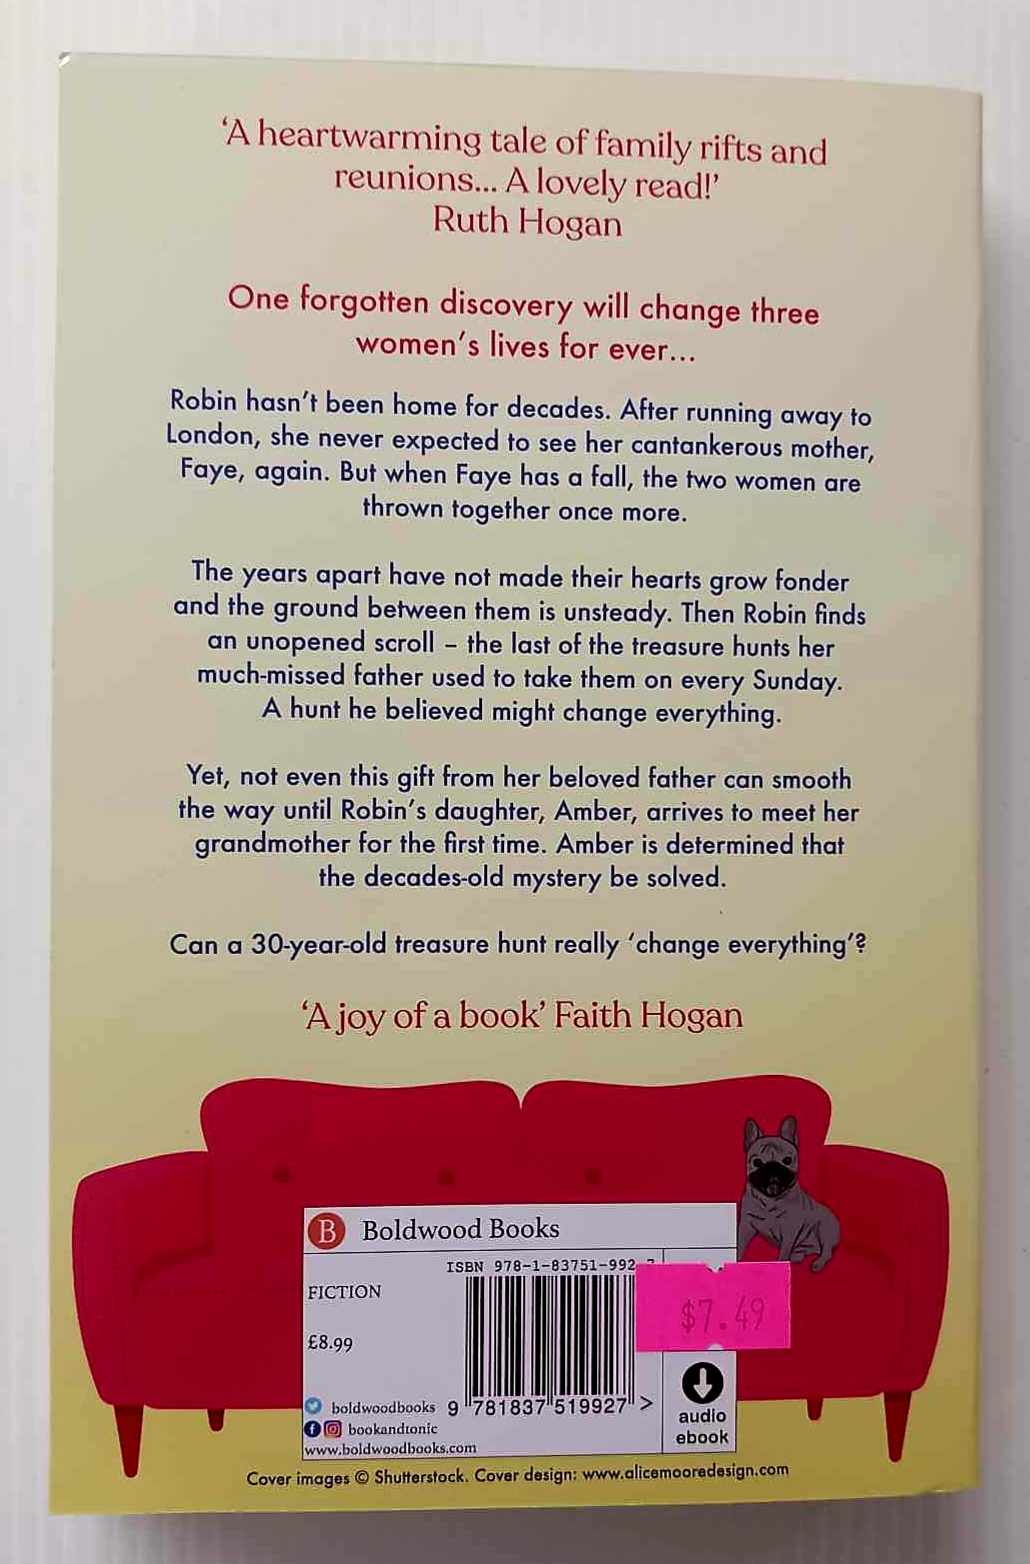 ‘A heartwarming tale of family rifts and
reunions... A lovely read!’
Ruth Hogan
One forgotten discovery will change three
women’s lives for ever...
Robin hasn’t been home for decades. After running away to
London, she never expected to see her cantankerous mother,
Faye, again. But when Faye has a fall, the two women are
thrown together once more.
The years apart have not made their hearts grow fonder
and the ground between them is unsteady. Then Robin finds
an unopened scroll – the last of the treasure hunts her
much-missed father used to take them on every Sunday.
A hunt he believed might change everything.
Yet, not even this gift from her beloved father can smooth
the way until Robin’s daughter, Amber, arrives to meet her
grandmother for the first time. Amber is determined that
the decades-old mystery be solved.
Can a 30-year-old treasure hunt really ‘change everything’?
‘A joy of a book’ Faith Hogan
B Boldwood Books
ISBN 978-1-83751-992
FICTION
$7.49
£8.99
9 781837 519927 >
boldwoodbooks
bookandtonic
www.boldwoodbooks.com
audio
ebook
Cover images © Shutterstock. Cover design: www.alicemooredesign.com